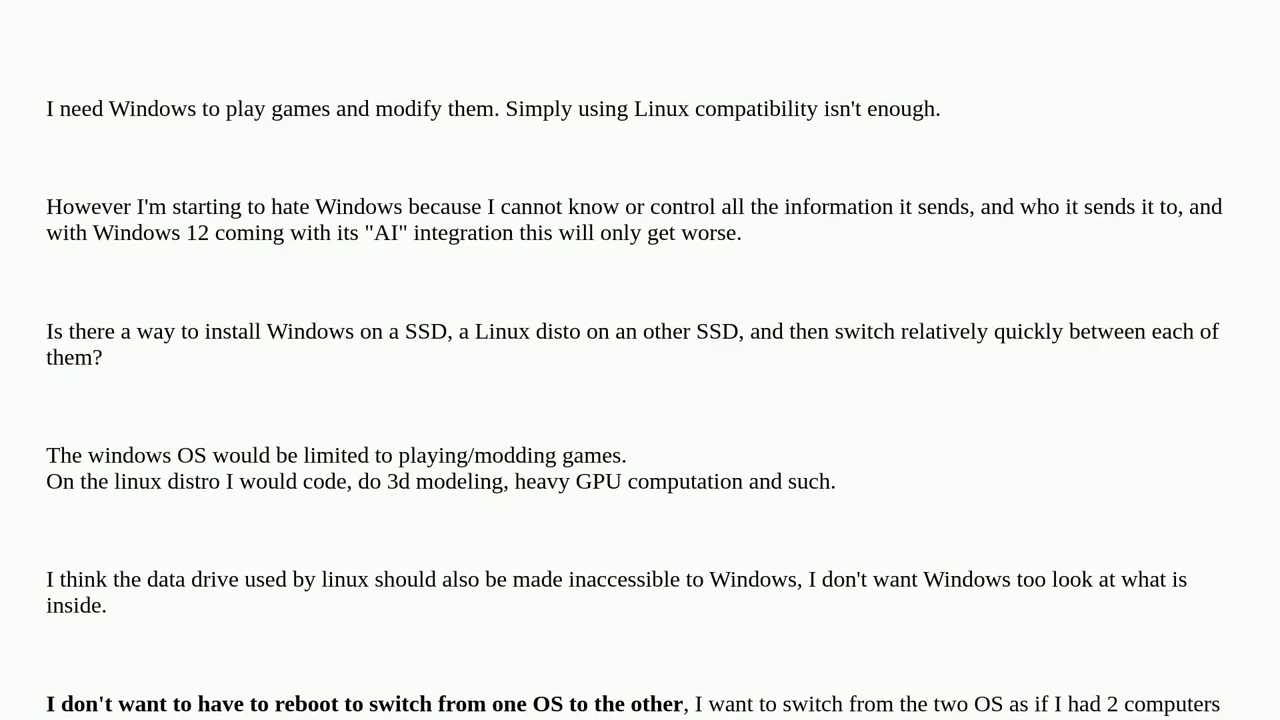 I need Windows to play games and modify them. Simply using Linux compatibility isn't enough.
However I'm starting to hate Windows because I cannot know or control all the information it sends, and who it sends it to, and
with Windows 12 coming with its "AI" integration this will only get worse.
Is there a way to install Windows on a SSD, a Linux disto on an other SSD, and then switch relatively quickly between each of
them?
The windows OS would be limited to playing/modding games.
On the linux distro I would code, do 3d modeling, heavy GPU computation and such.
I think the data drive used by linux should also be made inaccessible to Windows, I don't want Windows too look at what is
inside.
I don't want to have to reboot to switch from one OS to the other, I want to switch from the two OS as if I had 2 computers